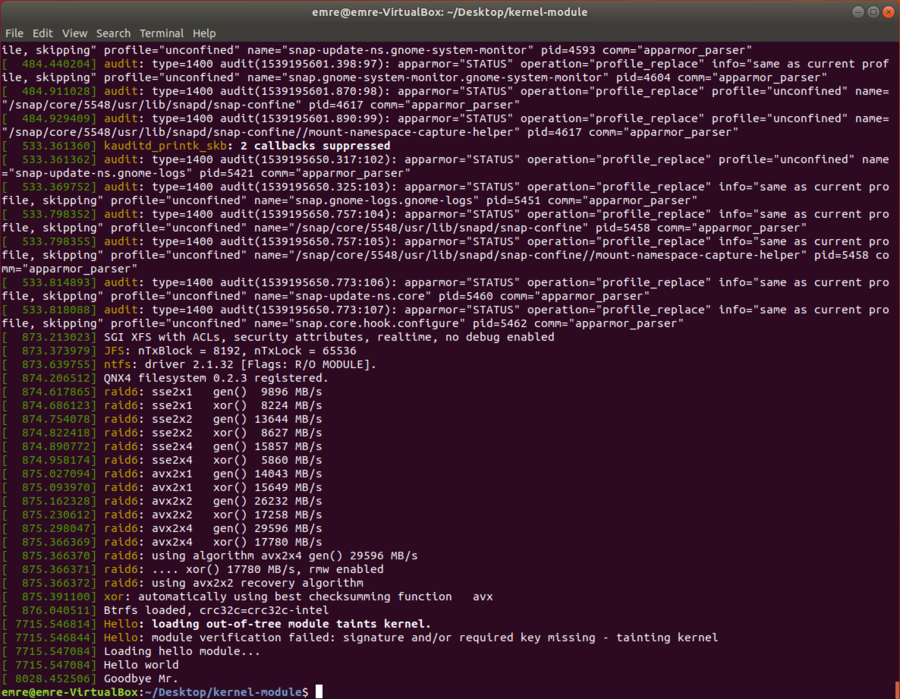 emre@emre-VirtualBox: ~/Desktop/kernel-module
File Edit View Search Terminal Help
ile, skipping" profile="unconfined" name="snap-update-ns.gnome-system-monitor" pid=4593 comm="apparmor_parser"
[  484.440204] audit: type=1400 audit(1539195601.398:97): apparmor="STATUS" operation="profile_replace" info="same as current prof
ile, skipping" profile="unconfined" name="snap.gnome-system-monitor.gnome-system-monitor" pid=4604 comm="apparmor_parser"
[  484.911028] audit: type=1400 audit(1539195601.870:98): apparmor="STATUS" operation="profile_replace" profile="unconfined" name=
"/snap/core/5548/usr/lib/snapd/snap-confine" pid=4617 comm="apparmor_parser"
[  484.929409] audit: type=1400 audit(1539195601.890:99): apparmor="STATUS" operation="profile_replace" profile="unconfined" name=
"/snap/core/5548/usr/lib/snapd/snap-confine//mount-namespace-capture-helper" pid=4617 comm="apparmor_parser"
[  533.361360] kauditd_printk_skb: 2 callbacks suppressed
[  533.361362] audit: type=1400 audit(1539195650.317:102): apparmor="STATUS" operation="profile_replace" profile="unconfined" name
="snap-update-ns.gnome-logs" pid=5421 comm="apparmor_parser"
[  533.369752] audit: type=1400 audit(1539195650.325:103): apparmor="STATUS" operation="profile_replace" info="same as current pro
file, skipping" profile="unconfined" name="snap.gnome-logs.gnome-logs" pid=5451 comm="apparmor_parser"
[  533.798352] audit: type=1400 audit(1539195650.757:104): apparmor="STATUS" operation="profile_replace" info="same as current pro
file, skipping" profile="unconfined" name="/snap/core/5548/usr/lib/snapd/snap-confine" pid=5458 comm="apparmor_parser"
[  533.798355] audit: type=1400 audit(1539195650.757:105): apparmor="STATUS" operation="profile_replace" info="same as current pro
file, skipping" profile="unconfined" name="/snap/core/5548/usr/lib/snapd/snap-confine//mount-namespace-capture-helper" pid=5458 co
mm="apparmor_parser"
[  533.814893] audit: type=1400 audit(1539195650.773:106): apparmor="STATUS" operation="profile_replace" info="same as current pro
file, skipping" profile="unconfined" name="snap-update-ns.core" pid=5460 comm="apparmor_parser"
[  533.818088] audit: type=1400 audit(1539195650.773:107): apparmor="STATUS" operation="profile_replace" info="same as current pro
file, skipping" profile="unconfined" name="snap.core.hook.configure" pid=5462 comm="apparmor_parser"
[  873.213023] SGI XFS with ACLs, security attributes, realtime, no debug enabled
[  873.373979] JFS: nTxBlock = 8192, nTxLock = 65536
[  873.639755] ntfs: driver 2.1.32 [Flags: R/O MODULE].
[  874.206512] QNX4 filesystem 0.2.3 registered.
[  874.617865] raid6: sse2x1   gen()  9896 MB/s
[  874.686123] raid6: sse2x1   xor()  8224 MB/s
[  874.754078] raid6: sse2x2   gen() 13644 MB/s
[  874.822418] raid6: sse2x2   xor()  8627 MB/s
[  874.890772] raid6: sse2x4   gen() 15857 MB/s
[  874.958174] raid6: sse2x4   xor()  5860 MB/s
[  875.027094] raid6: avx2x1   gen() 14043 MB/s
[  875.093970] raid6: avx2x1   xor() 15649 MB/s
[  875.162328] raid6: avx2x2   gen() 26232 MB/s
[  875.230612] raid6: avx2x2   xor() 17258 MB/s
[  875.298047] raid6: avx2x4   gen() 29596 MB/s
[  875.366369] raid6: avx2x4   xor() 17780 MB/s
[  875.366370] raid6: using algorithm avx2x4 gen() 29596 MB/s
[  875.366371] raid6: .... xor() 17780 MB/s, rmw enabled
[  875.366372] raid6: using avx2x2 recovery algorithm
[  875.391100] xor: automatically using best checksumming function   avx
[  876.040511] Btrfs loaded, crc32c=crc32c-intel
[ 7715.546814] Hello: loading out-of-tree module taints kernel.
[ 7715.546844] Hello: module verification failed: signature and/or required key missing - tainting kernel
[ 7715.547084] Loading hello module...
[ 7715.547084] Hello world
[ 8028.452506] Goodbye Mr.
emre@emre-VirtualBox:~/Desktop/kernel-module$